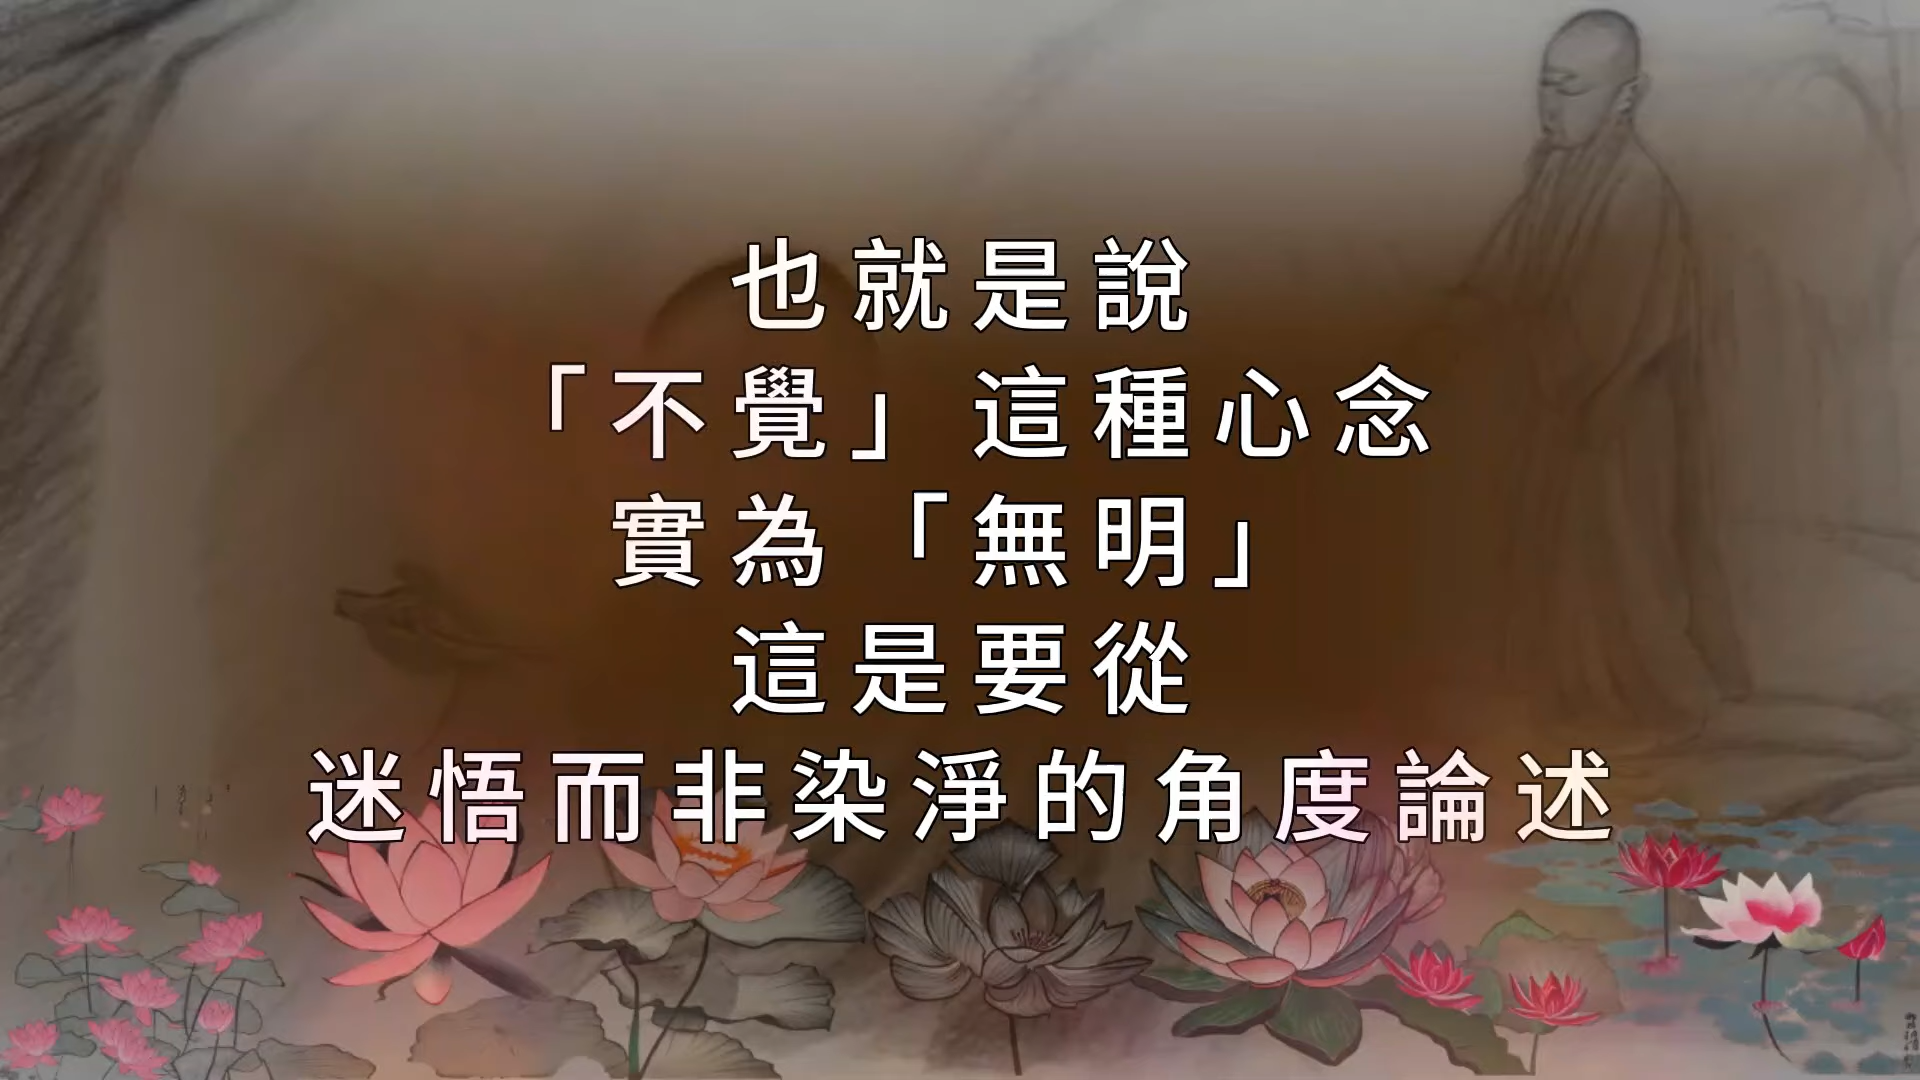 也就是說
「不覺」這種心念
實為「無明」
這是要從
迷悟而非染淨的角度論述